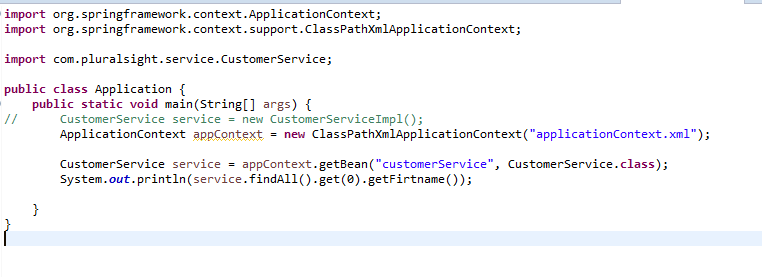 import org.springframework.context.ApplicationContext;
import org.springframework.context.support.ClassPathXmlApplicationContext;
import com.pluralsight.service.CustomerService;
public class Application {
public static void main(String[] args) {
// CustomerService service = new CustomerServiceImpl();
ApplicationContext appContext = new ClassPathXmlApplicationContext("applicationContext.xml");
CustomerService service = appContext.getBean("customerService", CustomerService.class);
System.out.println(service.findAll().get(0).getFirtname());
}
}